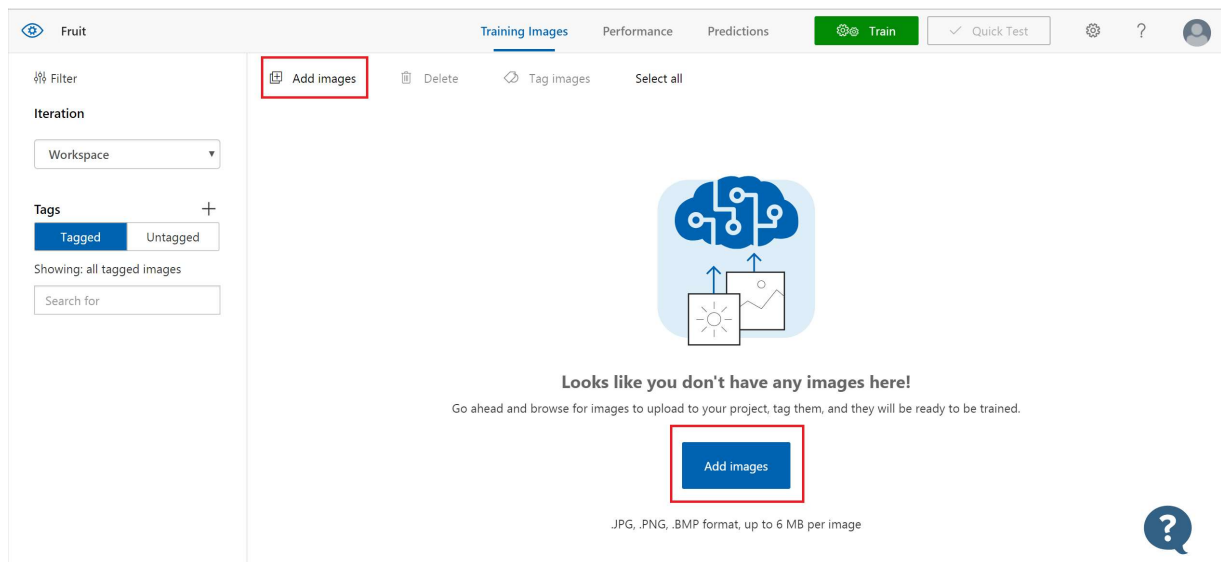 Fruit
Training Images
Performance
Predictions
Train
Quick Test
?
Filter
Add images
Delete
Tag images
Select all
Iteration
Workspace
Tags
Tagged
Untagged
Showing: all tagged images
Search for
Looks like you don't have any images here!
Go ahead and browse for images to upload to your project, tag them, and they will be ready to be trained.
Add images
.JPG, .PNG, .BMP format, up to 6 MB per image
?